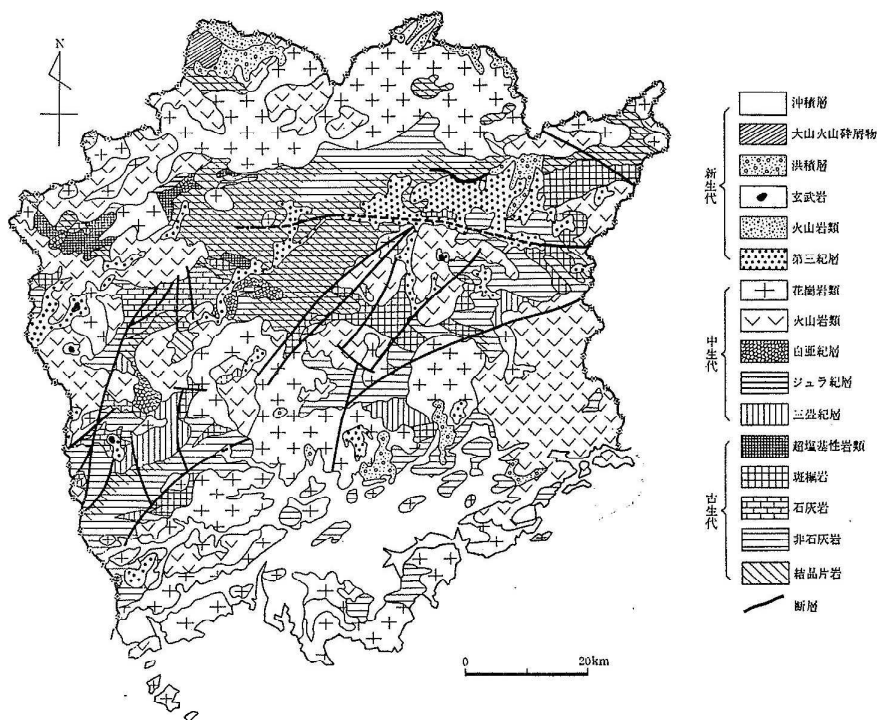 N
新生代
沖積層
大山火山砕屑物
洪積層
玄武岩
火山岩類
第三紀層
中生代
花崗岩類
火山岩類
白亜紀層
ジュラ紀層
三畳紀層
古生代
超塩基性岩類
斑糲岩
石灰岩
非石灰岩
結晶片岩
断層
0 20km